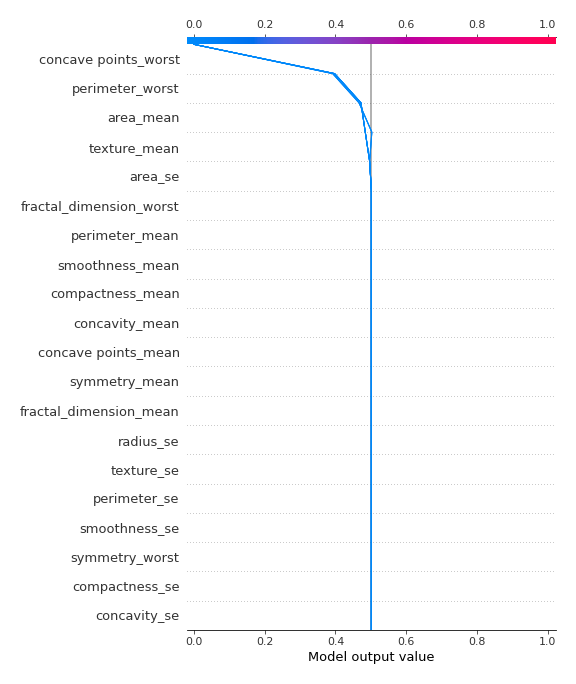 0.0 0.2 0.4 0.6 0.8 1.0
concave points_worst
perimeter_worst
area_mean
texture_mean
area_se
fractal_dimension_worst
perimeter_mean
smoothness_mean
compactness_mean
concavity_mean
concave points_mean
symmetry_mean
fractal_dimension_mean
radius_se
texture_se
perimeter_se
smoothness_se
symmetry_worst
compactness_se
concavity_se
0.0 0.2 0.4 0.6 0.8 1.0
Model output value